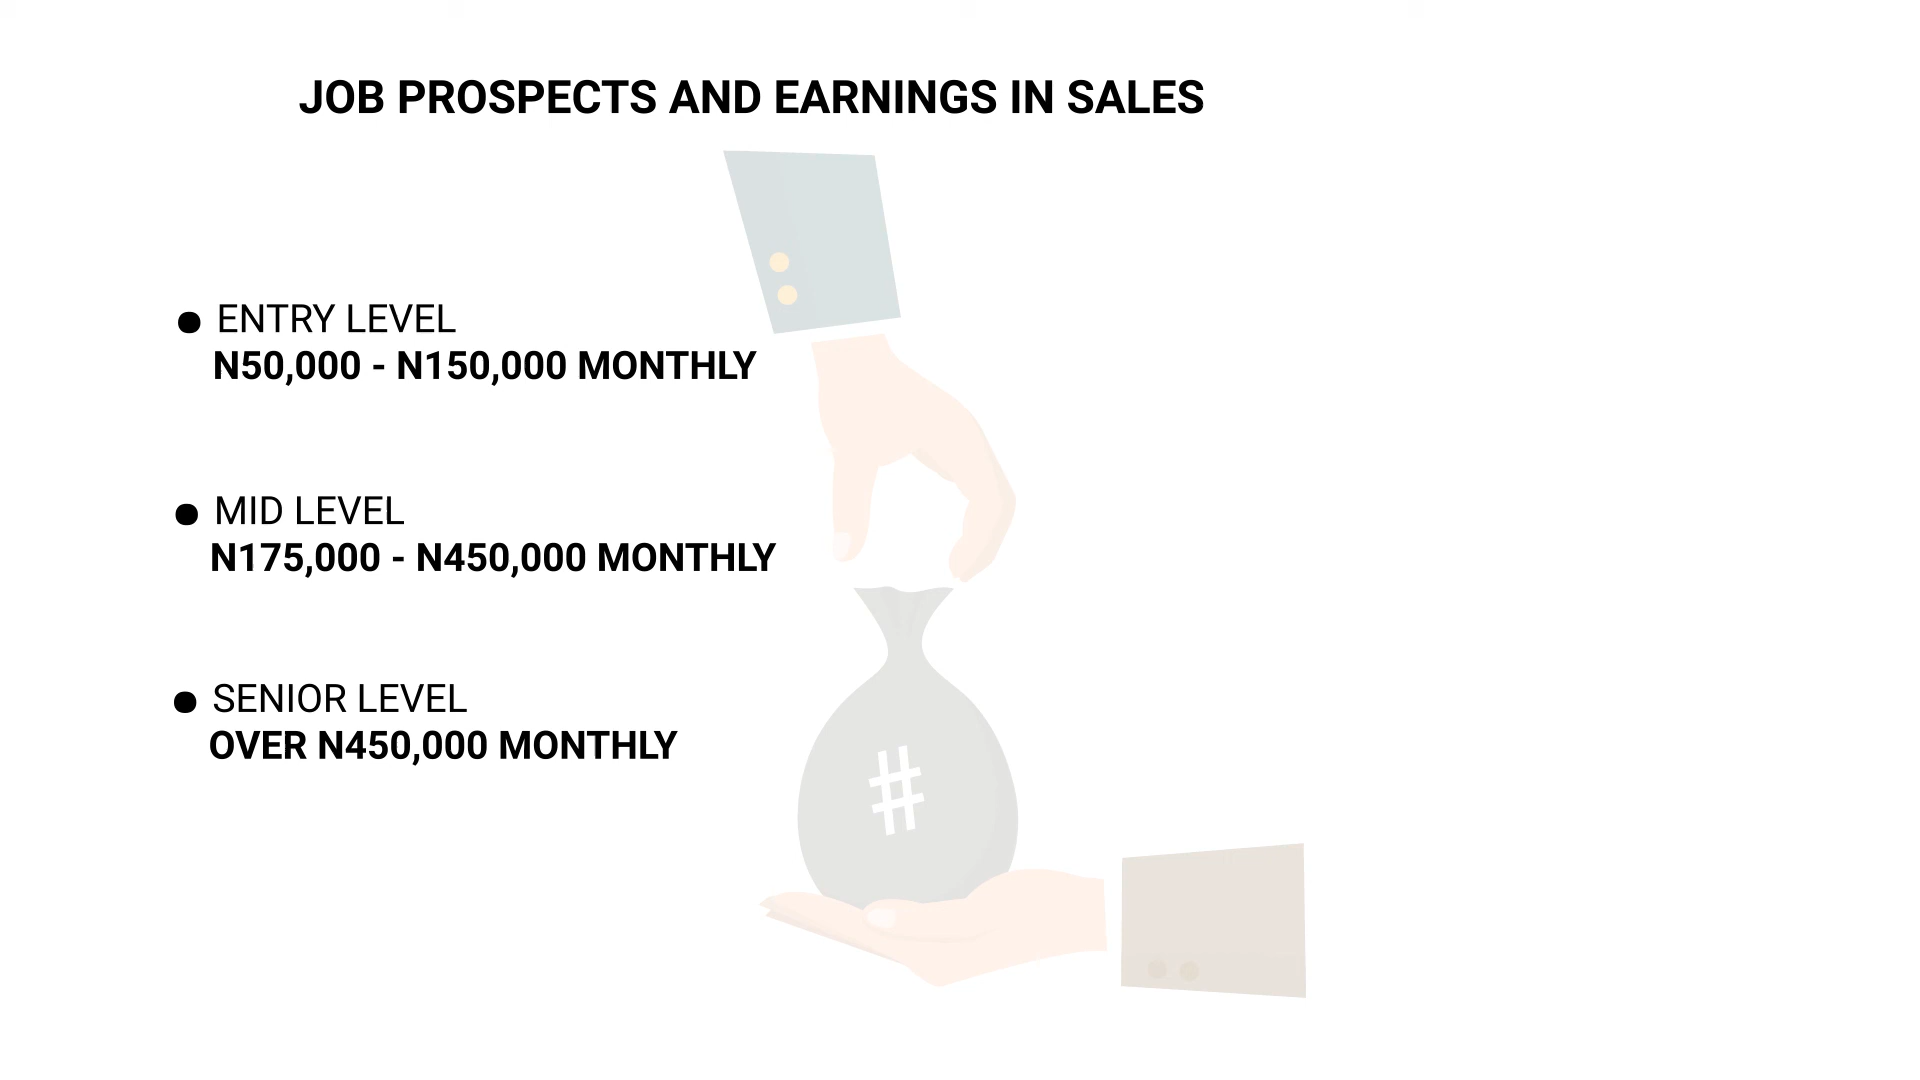 JOB PROSPECTS AND EARNINGS IN SALES
● ENTRY LEVEL
N50,000 - N150,000 MONTHLY
● MID LEVEL
N175,000 - N450,000 MONTHLY
● SENIOR LEVEL
OVER N450,000 MONTHLY
#